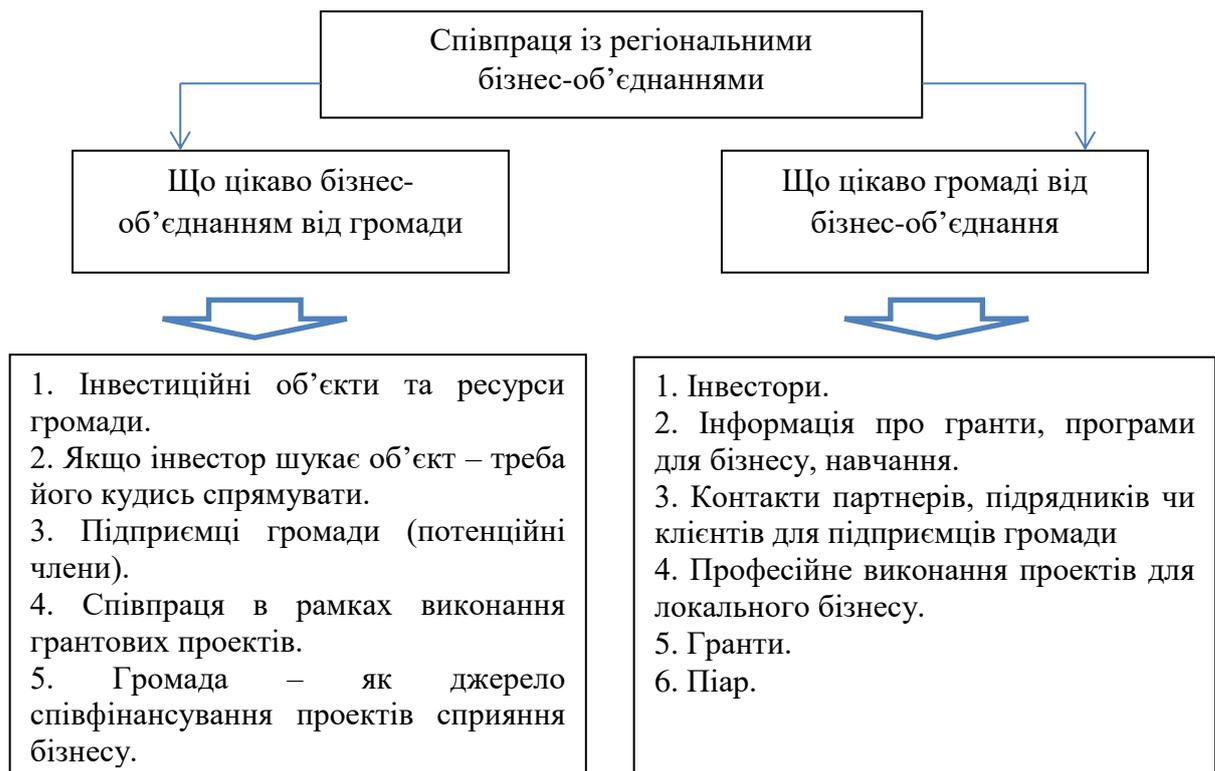 Співпраця із регіональними
бізнес-об’єднаннями
Що цікаво бізнес-
об’єднанням від громади
Що цікаво громаді від
бізнес-об’єднання
1. Інвестиційні об’єкти та ресурси
громади.
2. Якщо інвестор шукає об’єкт – треба
його кудись спрямувати.
3. Підприємці громади (потенційні
члени).
4. Співпраця в рамках виконання
грантових проектів.
5. Громада – як джерело
співфінансування проектів сприяння
бізнесу.
1. Інвестори.
2. Інформація про гранти, програми
для бізнесу, навчання.
3. Контакти партнерів, підрядників чи
клієнтів для підприємців громади
4. Професійне виконання проектів для
локального бізнесу.
5. Гранти.
6. Піар.